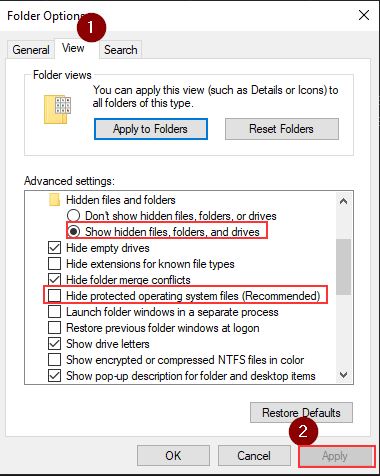 Folder Options
1
General
View
Search
Folder views
You can apply this view (such as Details or Icons) to
all folders of this type.
Apply to Folders
Reset Folders
Advanced settings:
Hidden files and folders
Don't show hidden files, folders, or drives
Show hidden files, folders, and drives
Hide empty drives
Hide extensions for known file types
Hide folder merge conflicts
Hide protected operating system files (Recommended)
Launch folder windows in a separate process
Restore previous folder windows at logon
Show drive letters
Show encrypted or compressed NTFS files in color
Show pop-up description for folder and desktop items
Restore Defaults
2
OK
Cancel
Apply